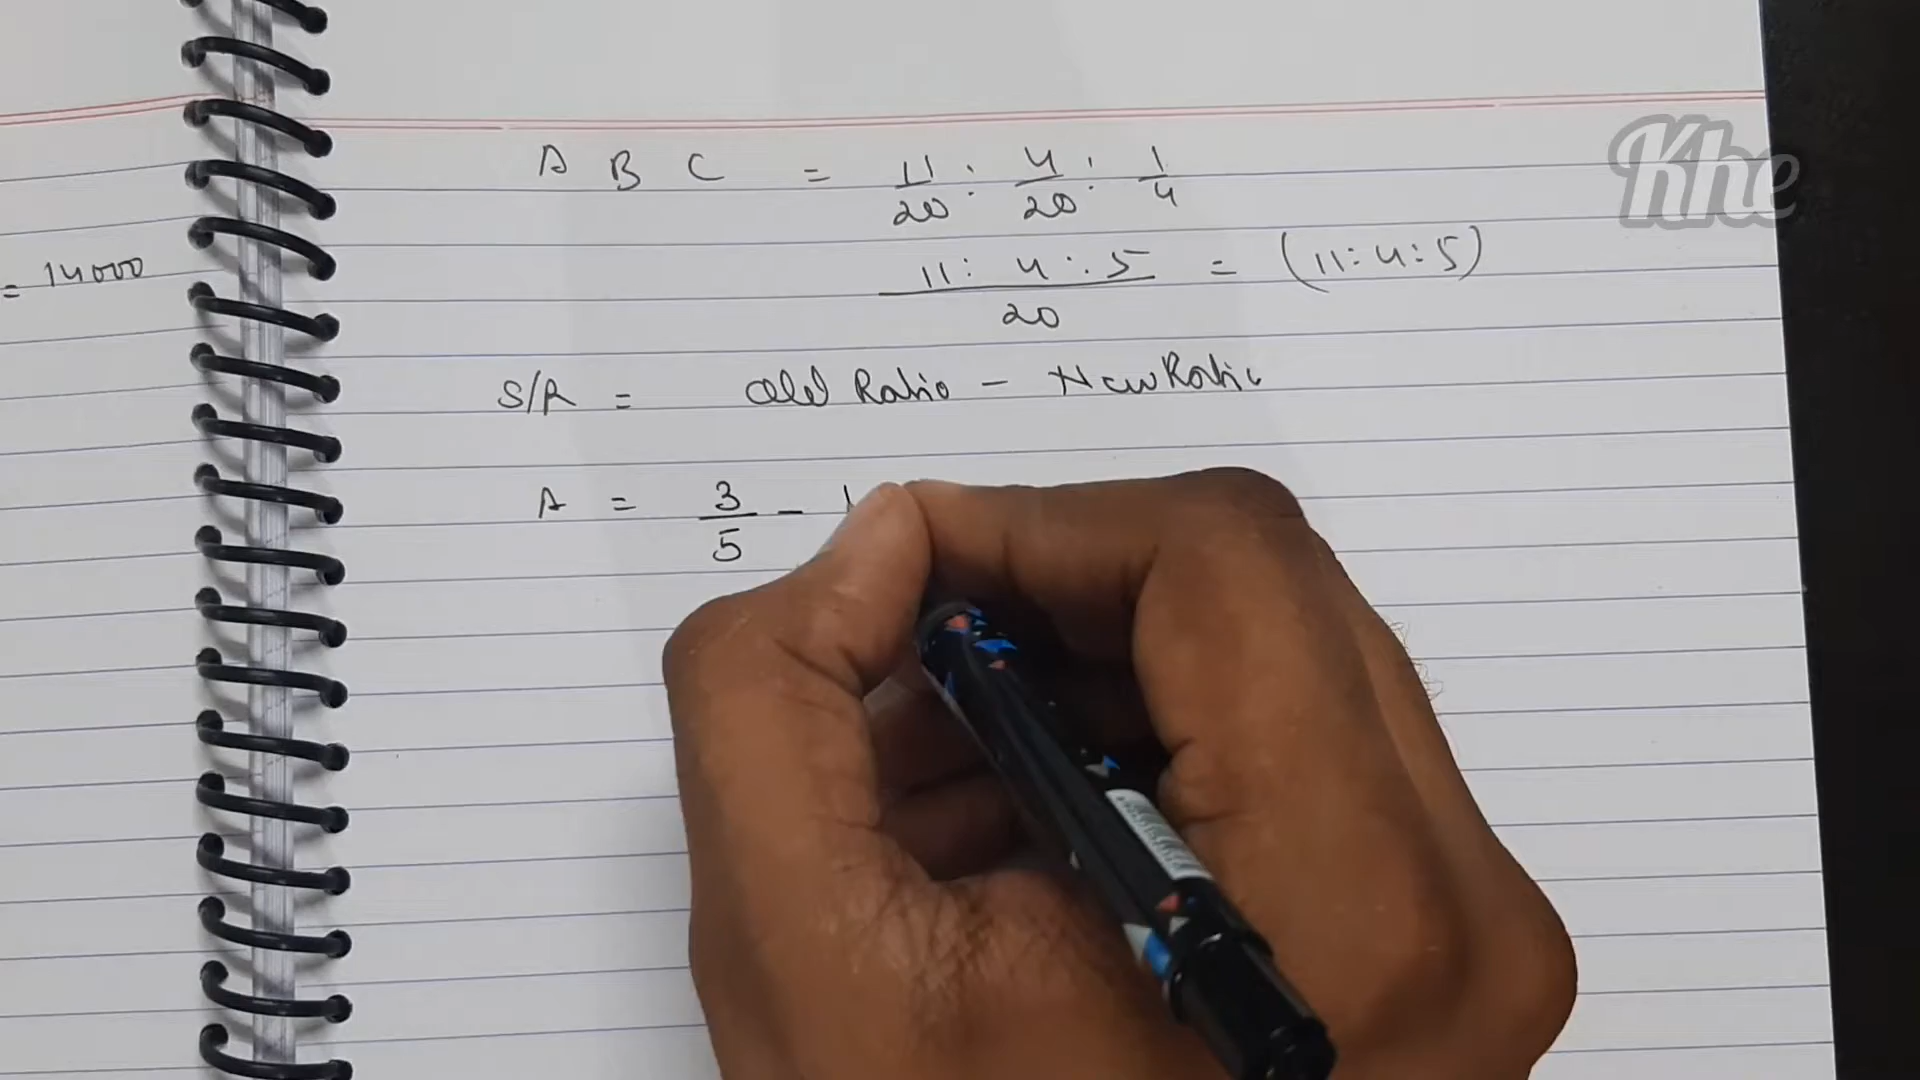 = 14000
A B C = 11/20 : 4/20 : 1/4
11 : 4 : 5 / 20 = (11:4:5)
S/R = Old Ratio - New Ratio
A = 3/5 - 1
Khe